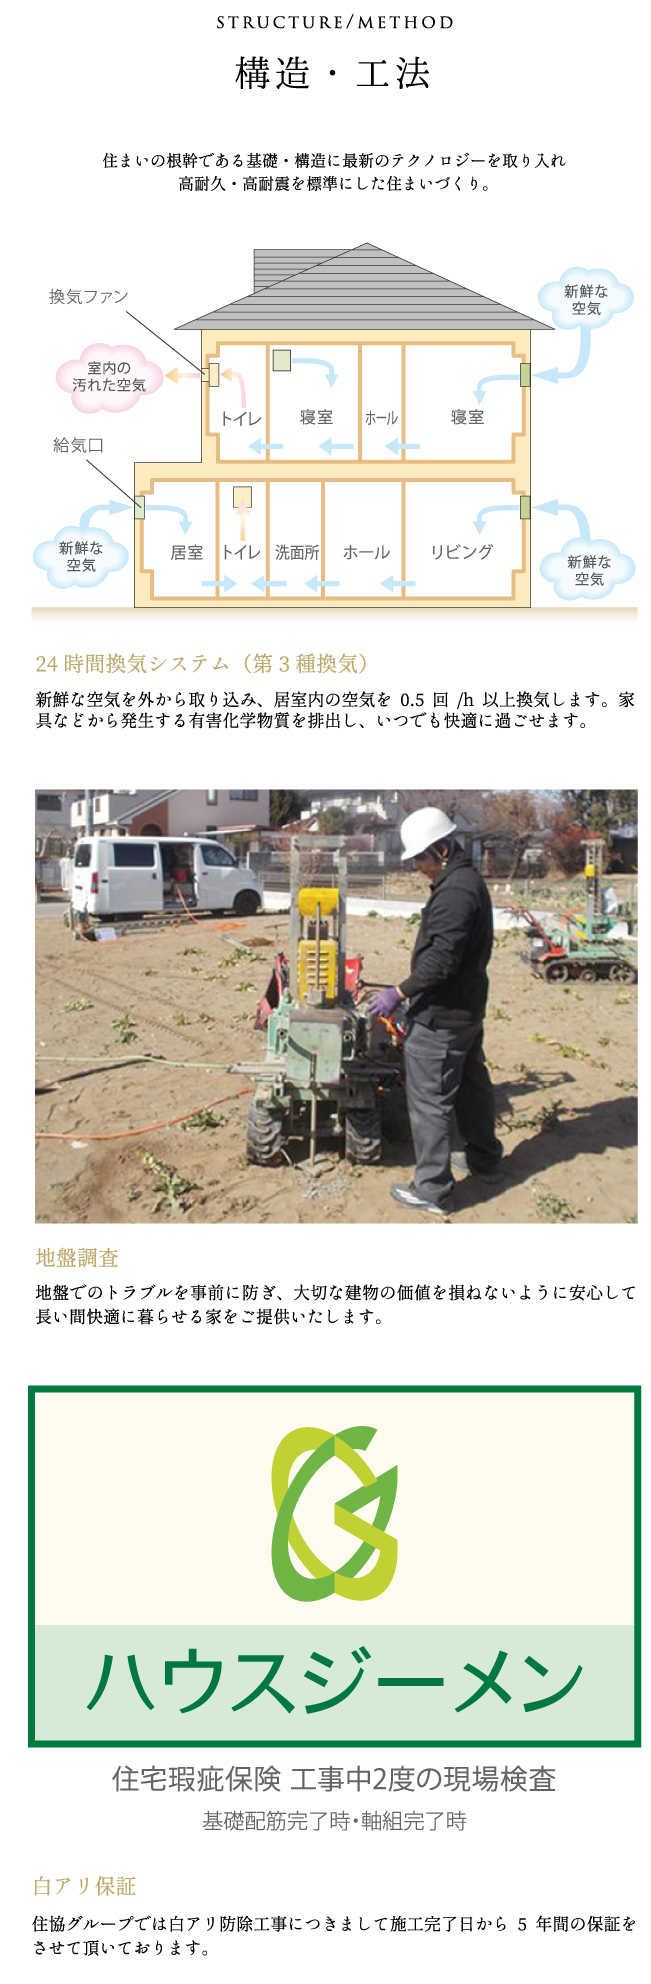 STRUCTURE/METHOD
構造・工法
住まいの根幹である基礎・構造に最新のテクノロジーを取り入れ
高耐久・高耐震を標準にした住まいづくり。
換気ファン
新鮮な
空気
室内の
汚れた空気
トイレ
寝室
ホール
寝室
給気口
新鮮な
空気
居室
トイレ
洗面所
ホール
リビング
新鮮な
空気
24 時間換気システム（第 3 種換気）
新鮮な空気を外から取り込み、居室内の空気を 0.5 回 /h 以上換気します。家
具などから発生する有害化学物質を排出し、いつでも快適に過ごせます。
地盤調査
地盤でのトラブルを事前に防ぎ、大切な建物の価値を損ねないように安心して
長い間快適に暮らせる家をご提供いたします。
ハウスジーメン
住宅瑕疵保険 工事中2度の現場検査
基礎配筋完了時・軸組完了時
白アリ保証
住協グループでは白アリ防除工事につきまして施工完了日から 5 年間の保証を
させて頂いております。